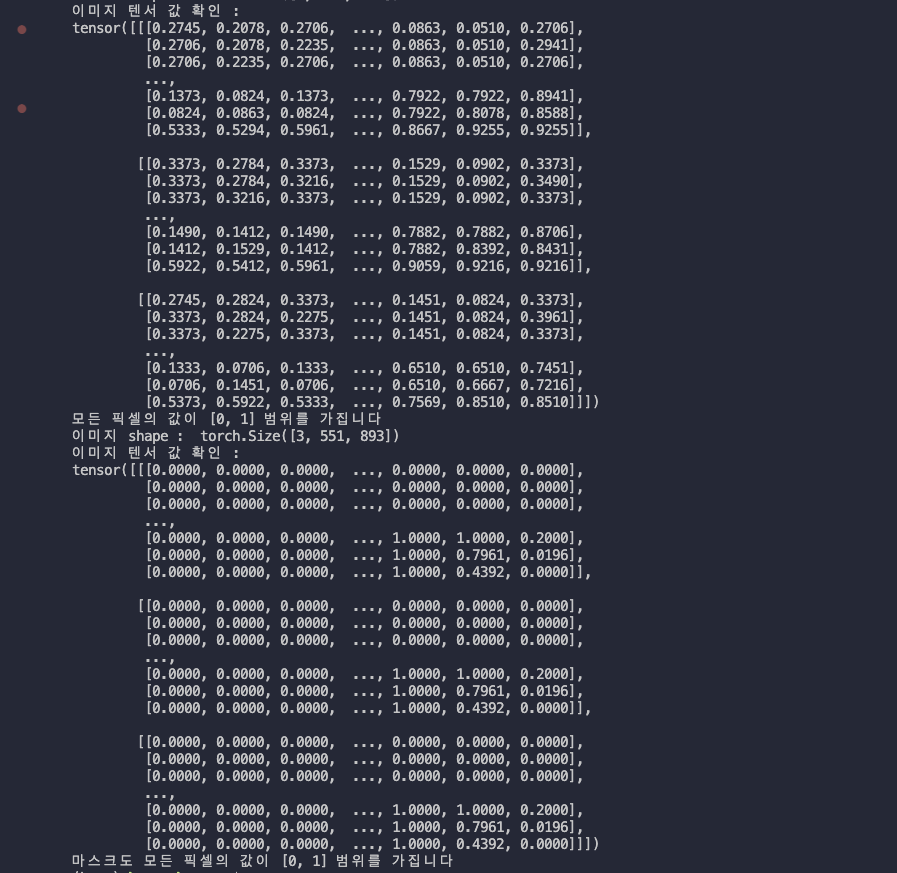 이미지 텐서 값 확인 :
tensor([[[0.2745, 0.2078, 0.2706,  ..., 0.0863, 0.0510, 0.2706],
[0.2706, 0.2078, 0.2235,  ..., 0.0863, 0.0510, 0.2941],
[0.2706, 0.2235, 0.2706,  ..., 0.0863, 0.0510, 0.2706],
...,
[0.1373, 0.0824, 0.1373,  ..., 0.7922, 0.7922, 0.8941],
[0.0824, 0.0863, 0.0824,  ..., 0.7922, 0.8078, 0.8588],
[0.5333, 0.5294, 0.5961,  ..., 0.8667, 0.9255, 0.9255]],
[[0.3373, 0.2784, 0.3373,  ..., 0.1529, 0.0902, 0.3373],
[0.3373, 0.2784, 0.3216,  ..., 0.1529, 0.0902, 0.3490],
[0.3373, 0.3216, 0.3373,  ..., 0.1529, 0.0902, 0.3373],
...,
[0.1490, 0.1412, 0.1490,  ..., 0.7882, 0.7882, 0.8706],
[0.1412, 0.1529, 0.1412,  ..., 0.7882, 0.8392, 0.8431],
[0.5922, 0.5412, 0.5961,  ..., 0.9059, 0.9216, 0.9216]],
[[0.2745, 0.2824, 0.3373,  ..., 0.1451, 0.0824, 0.3373],
[0.3373, 0.2824, 0.2275,  ..., 0.1451, 0.0824, 0.3961],
[0.3373, 0.2275, 0.3373,  ..., 0.1451, 0.0824, 0.3373],
...,
[0.1333, 0.0706, 0.1333,  ..., 0.6510, 0.6510, 0.7451],
[0.0706, 0.1451, 0.0706,  ..., 0.6510, 0.6667, 0.7216],
[0.5373, 0.5922, 0.5333,  ..., 0.7569, 0.8510, 0.8510]]])
모든 픽셀의 값이 [0, 1] 범위를 가집니다
이미지 shape :  torch.Size([3, 551, 893])
이미지 텐서 값 확인 :
tensor([[[0.0000, 0.0000, 0.0000,  ..., 0.0000, 0.0000, 0.0000],
[0.0000, 0.0000, 0.0000,  ..., 0.0000, 0.0000, 0.0000],
[0.0000, 0.0000, 0.0000,  ..., 0.0000, 0.0000, 0.0000],
...,
[0.0000, 0.0000, 0.0000,  ..., 1.0000, 1.0000, 0.2000],
[0.0000, 0.0000, 0.0000,  ..., 1.0000, 0.7961, 0.0196],
[0.0000, 0.0000, 0.0000,  ..., 1.0000, 0.4392, 0.0000]],
[[0.0000, 0.0000, 0.0000,  ..., 0.0000, 0.0000, 0.0000],
[0.0000, 0.0000, 0.0000,  ..., 0.0000, 0.0000, 0.0000],
[0.0000, 0.0000, 0.0000,  ..., 0.0000, 0.0000, 0.0000],
...,
[0.0000, 0.0000, 0.0000,  ..., 1.0000, 1.0000, 0.2000],
[0.0000, 0.0000, 0.0000,  ..., 1.0000, 0.7961, 0.0196],
[0.0000, 0.0000, 0.0000,  ..., 1.0000, 0.4392, 0.0000]],
[[0.0000, 0.0000, 0.0000,  ..., 0.0000, 0.0000, 0.0000],
[0.0000, 0.0000, 0.0000,  ..., 0.0000, 0.0000, 0.0000],
[0.0000, 0.0000, 0.0000,  ..., 0.0000, 0.0000, 0.0000],
...,
[0.0000, 0.0000, 0.0000,  ..., 1.0000, 1.0000, 0.2000],
[0.0000, 0.0000, 0.0000,  ..., 1.0000, 0.7961, 0.0196],
[0.0000, 0.0000, 0.0000,  ..., 1.0000, 0.4392, 0.0000]]])
마스크도 모든 픽셀의 값이 [0, 1] 범위를 가집니다